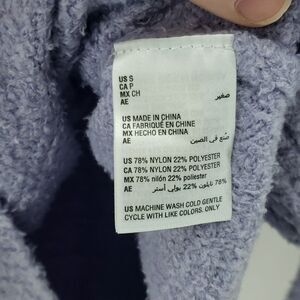 US S
CA P
MX CH
AE صغير
US MADE IN CHINA
CA FABRIQUÉ EN CHINE
MX HECHO EN CHINA
AE صنع في الصين
US 78% NYLON 22% POLYESTER
CA 78% NYLON 22% POLYESTER
MX 78% nilón 22% poliester
AE 78% نايلون 22% بولي أستر
US MACHINE WASH COLD GENTLE
CYCLE WITH LIKE COLORS. ONLY